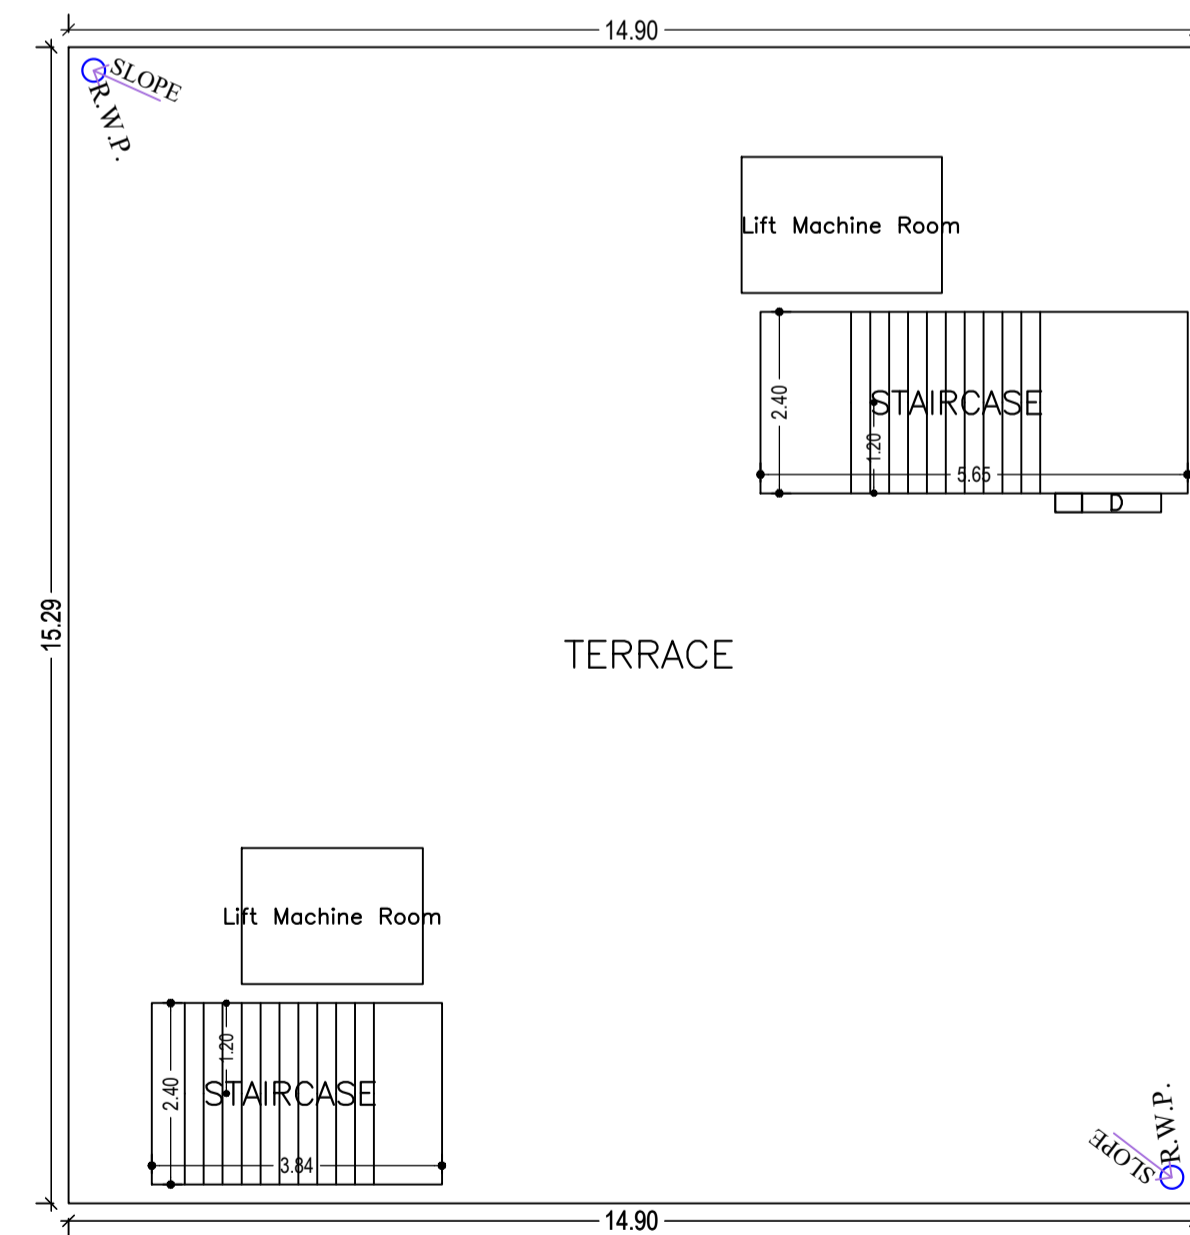 14.90
SLOPE
R.W.P.
Lift Machine Room
2.40
STAIRCASE
1.20
5.65
D
15.29
TERRACE
Lift Machine Room
1.20
2.40
STAIRCASE
3.84
R.W.P.
SLOPE
14.90